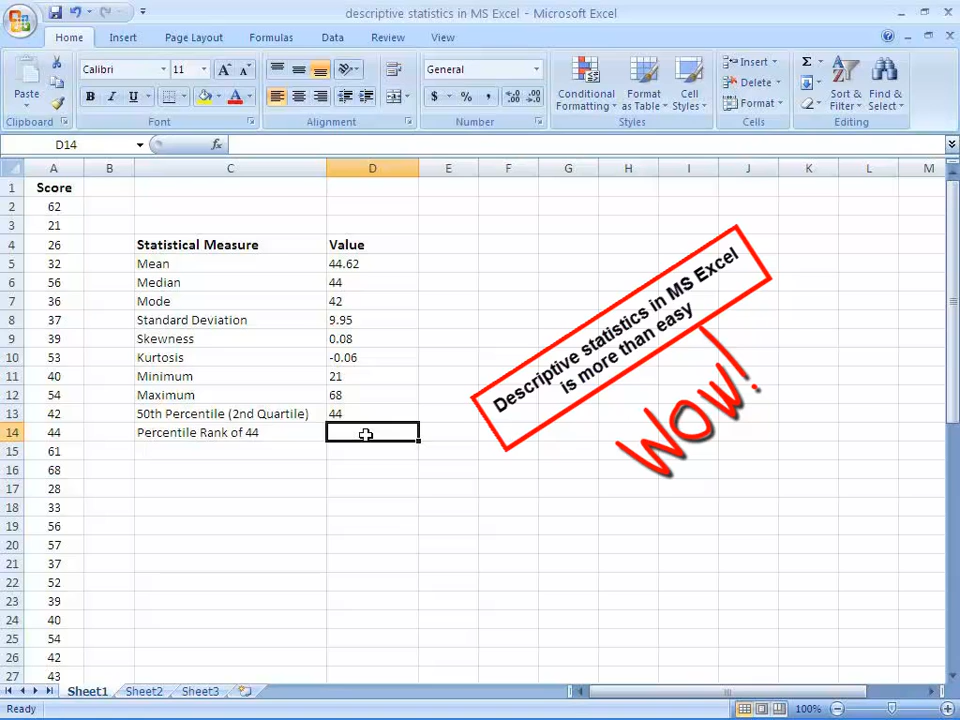 descriptive statistics in MS Excel - Microsoft Excel
Home Insert Page Layout Formulas Data Review View
Paste
Calibri 11
B I U
General
$ % ,
Conditional Formatting
Format as Table
Cell Styles
Insert
Delete
Format
Sort & Filter
Find & Select
Clipboard Font Alignment Number Styles Cells Editing
D14 fx
A B C D E F G H I J K L M
1 Score
2 62
3 21
4 26 Statistical Measure Value
5 32 Mean 44.62
6 56 Median 44
7 36 Mode 42
8 37 Standard Deviation 9.95
9 39 Skewness 0.08
10 53 Kurtosis -0.06
11 40 Minimum 21
12 54 Maximum 68
13 42 50th Percentile (2nd Quartile) 44
14 44 Percentile Rank of 44
15 61
16 68
17 28
18 33
19 56
20 57
21 37
22 52
23 39
24 40
25 54
26 42
27 43
Descriptive statistics in MS Excel
is more than easy
WOW!
Sheet1 Sheet2 Sheet3
Ready 100%